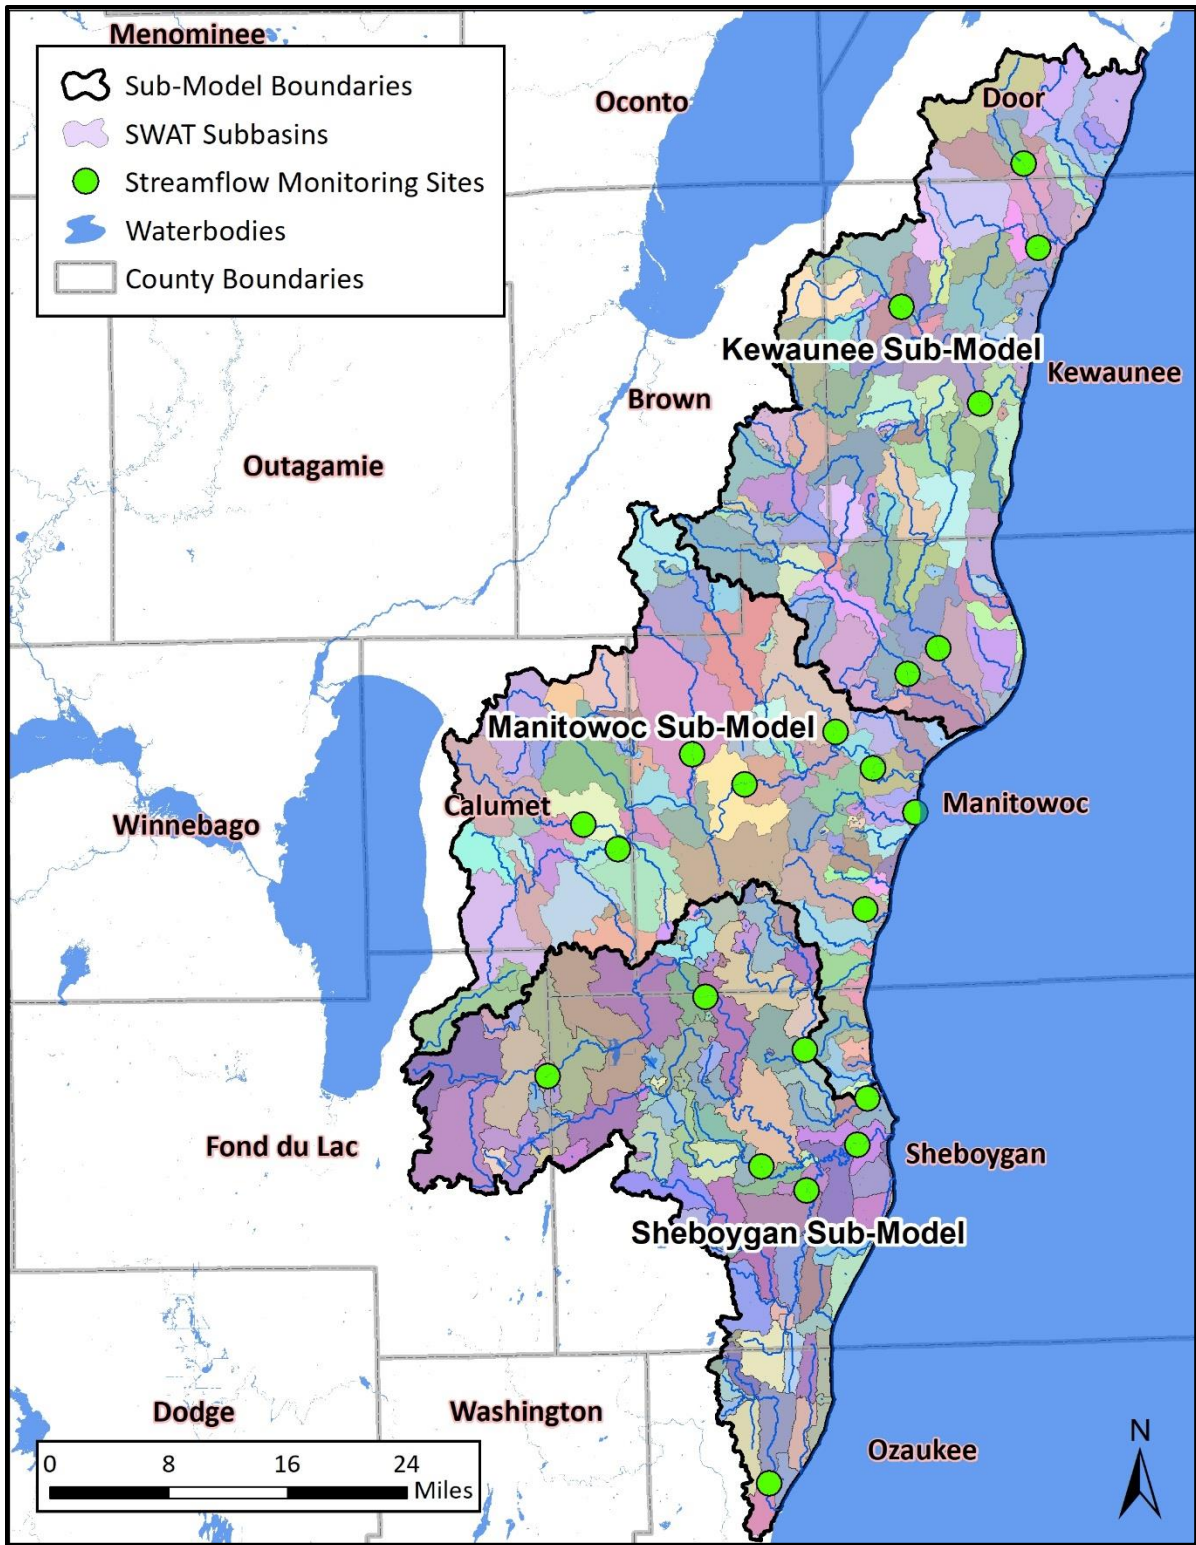 Menominee
Sub-Model Boundaries
SWAT Subbasins
Streamflow Monitoring Sites
Waterbodies
County Boundaries
Oconto
Door
Kewaunee Sub-Model
Kewaunee
Brown
Outagamie
Manitowoc Sub-Model
Calumet
Manitowoc
Winnebago
Fond du Lac
Sheboygan
Sheboygan Sub-Model
Dodge
Washington
Ozaukee
N
0 8 16 24
Miles